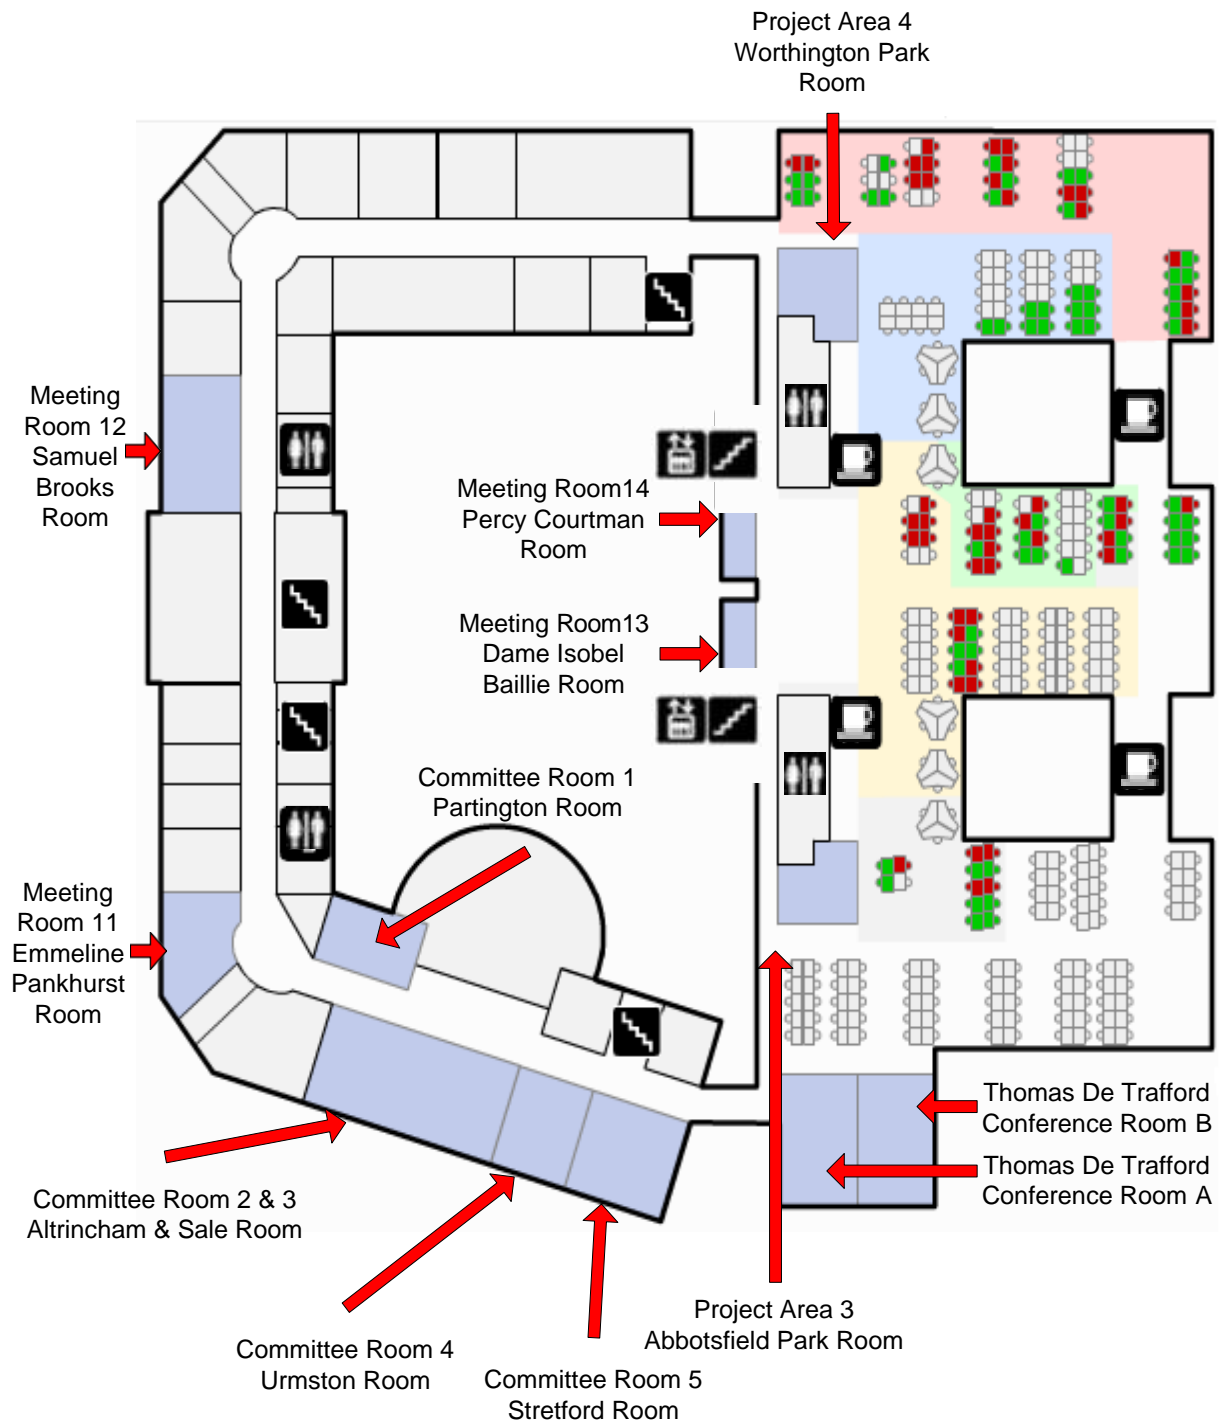 Project Area 4
Worthington Park
Room
Meeting
Room 12
Samuel
Brooks
Room
Meeting Room14
Percy Courtman
Room
Meeting Room13
Dame Isobel
Baillie Room
Committee Room 1
Partington Room
Meeting
Room 11
Emmeline
Pankhurst
Room
Thomas De Trafford
Conference Room B
Thomas De Trafford
Conference Room A
Committee Room 2 & 3
Altrincham & Sale Room
Project Area 3
Abbotsfield Park Room
Committee Room 4
Urmston Room
Committee Room 5
Stretford Room